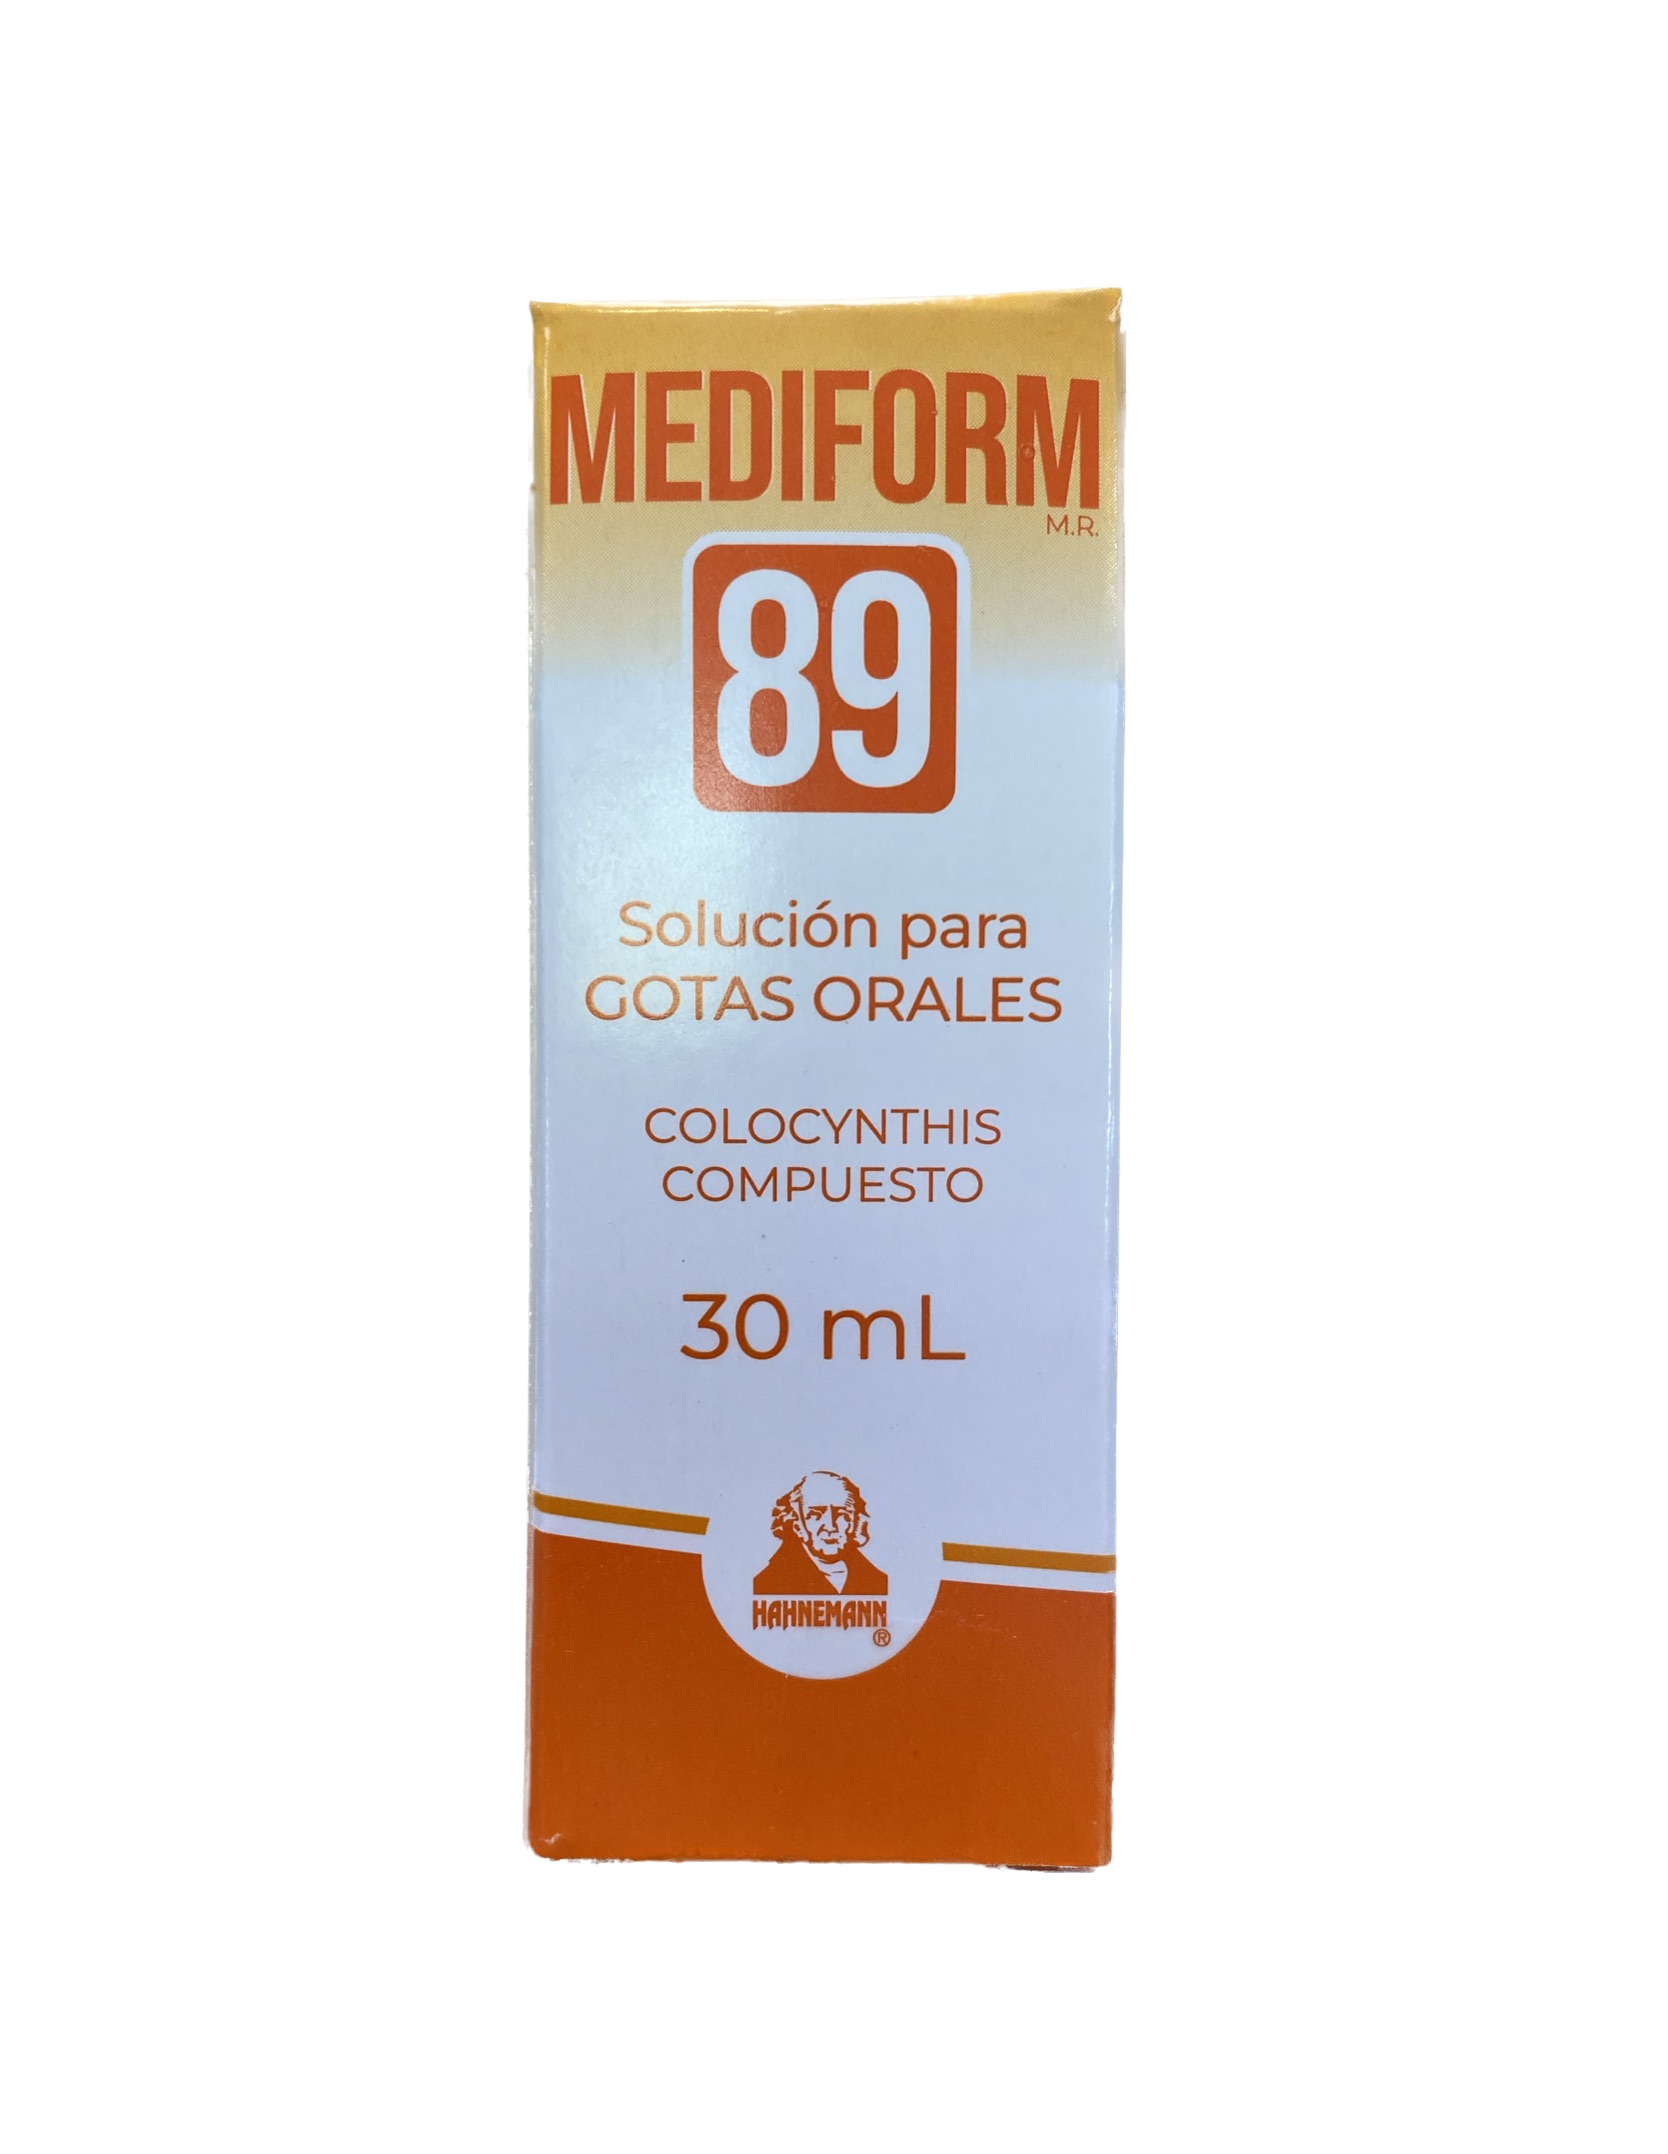 MEDIFORM
M.R.
89
Solución para
GOTAS ORALES
COLOCYNTHIS
COMPUESTO
30 mL
HAHNEMANN
®